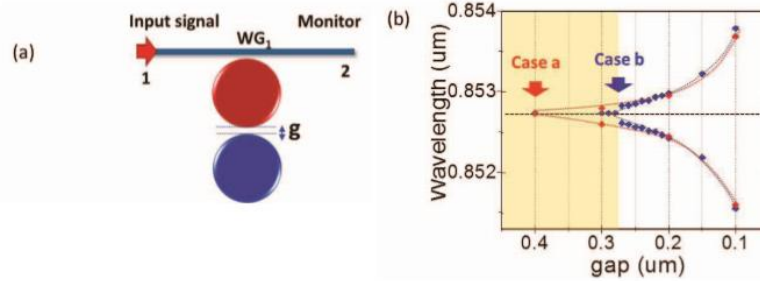 (a)
Input signal
Monitor
WG1
1
2
g
(b)
Wavelength (um)
0.854
0.853
0.852
Case a
Case b
0.4
0.3
0.2
0.1
gap (um)